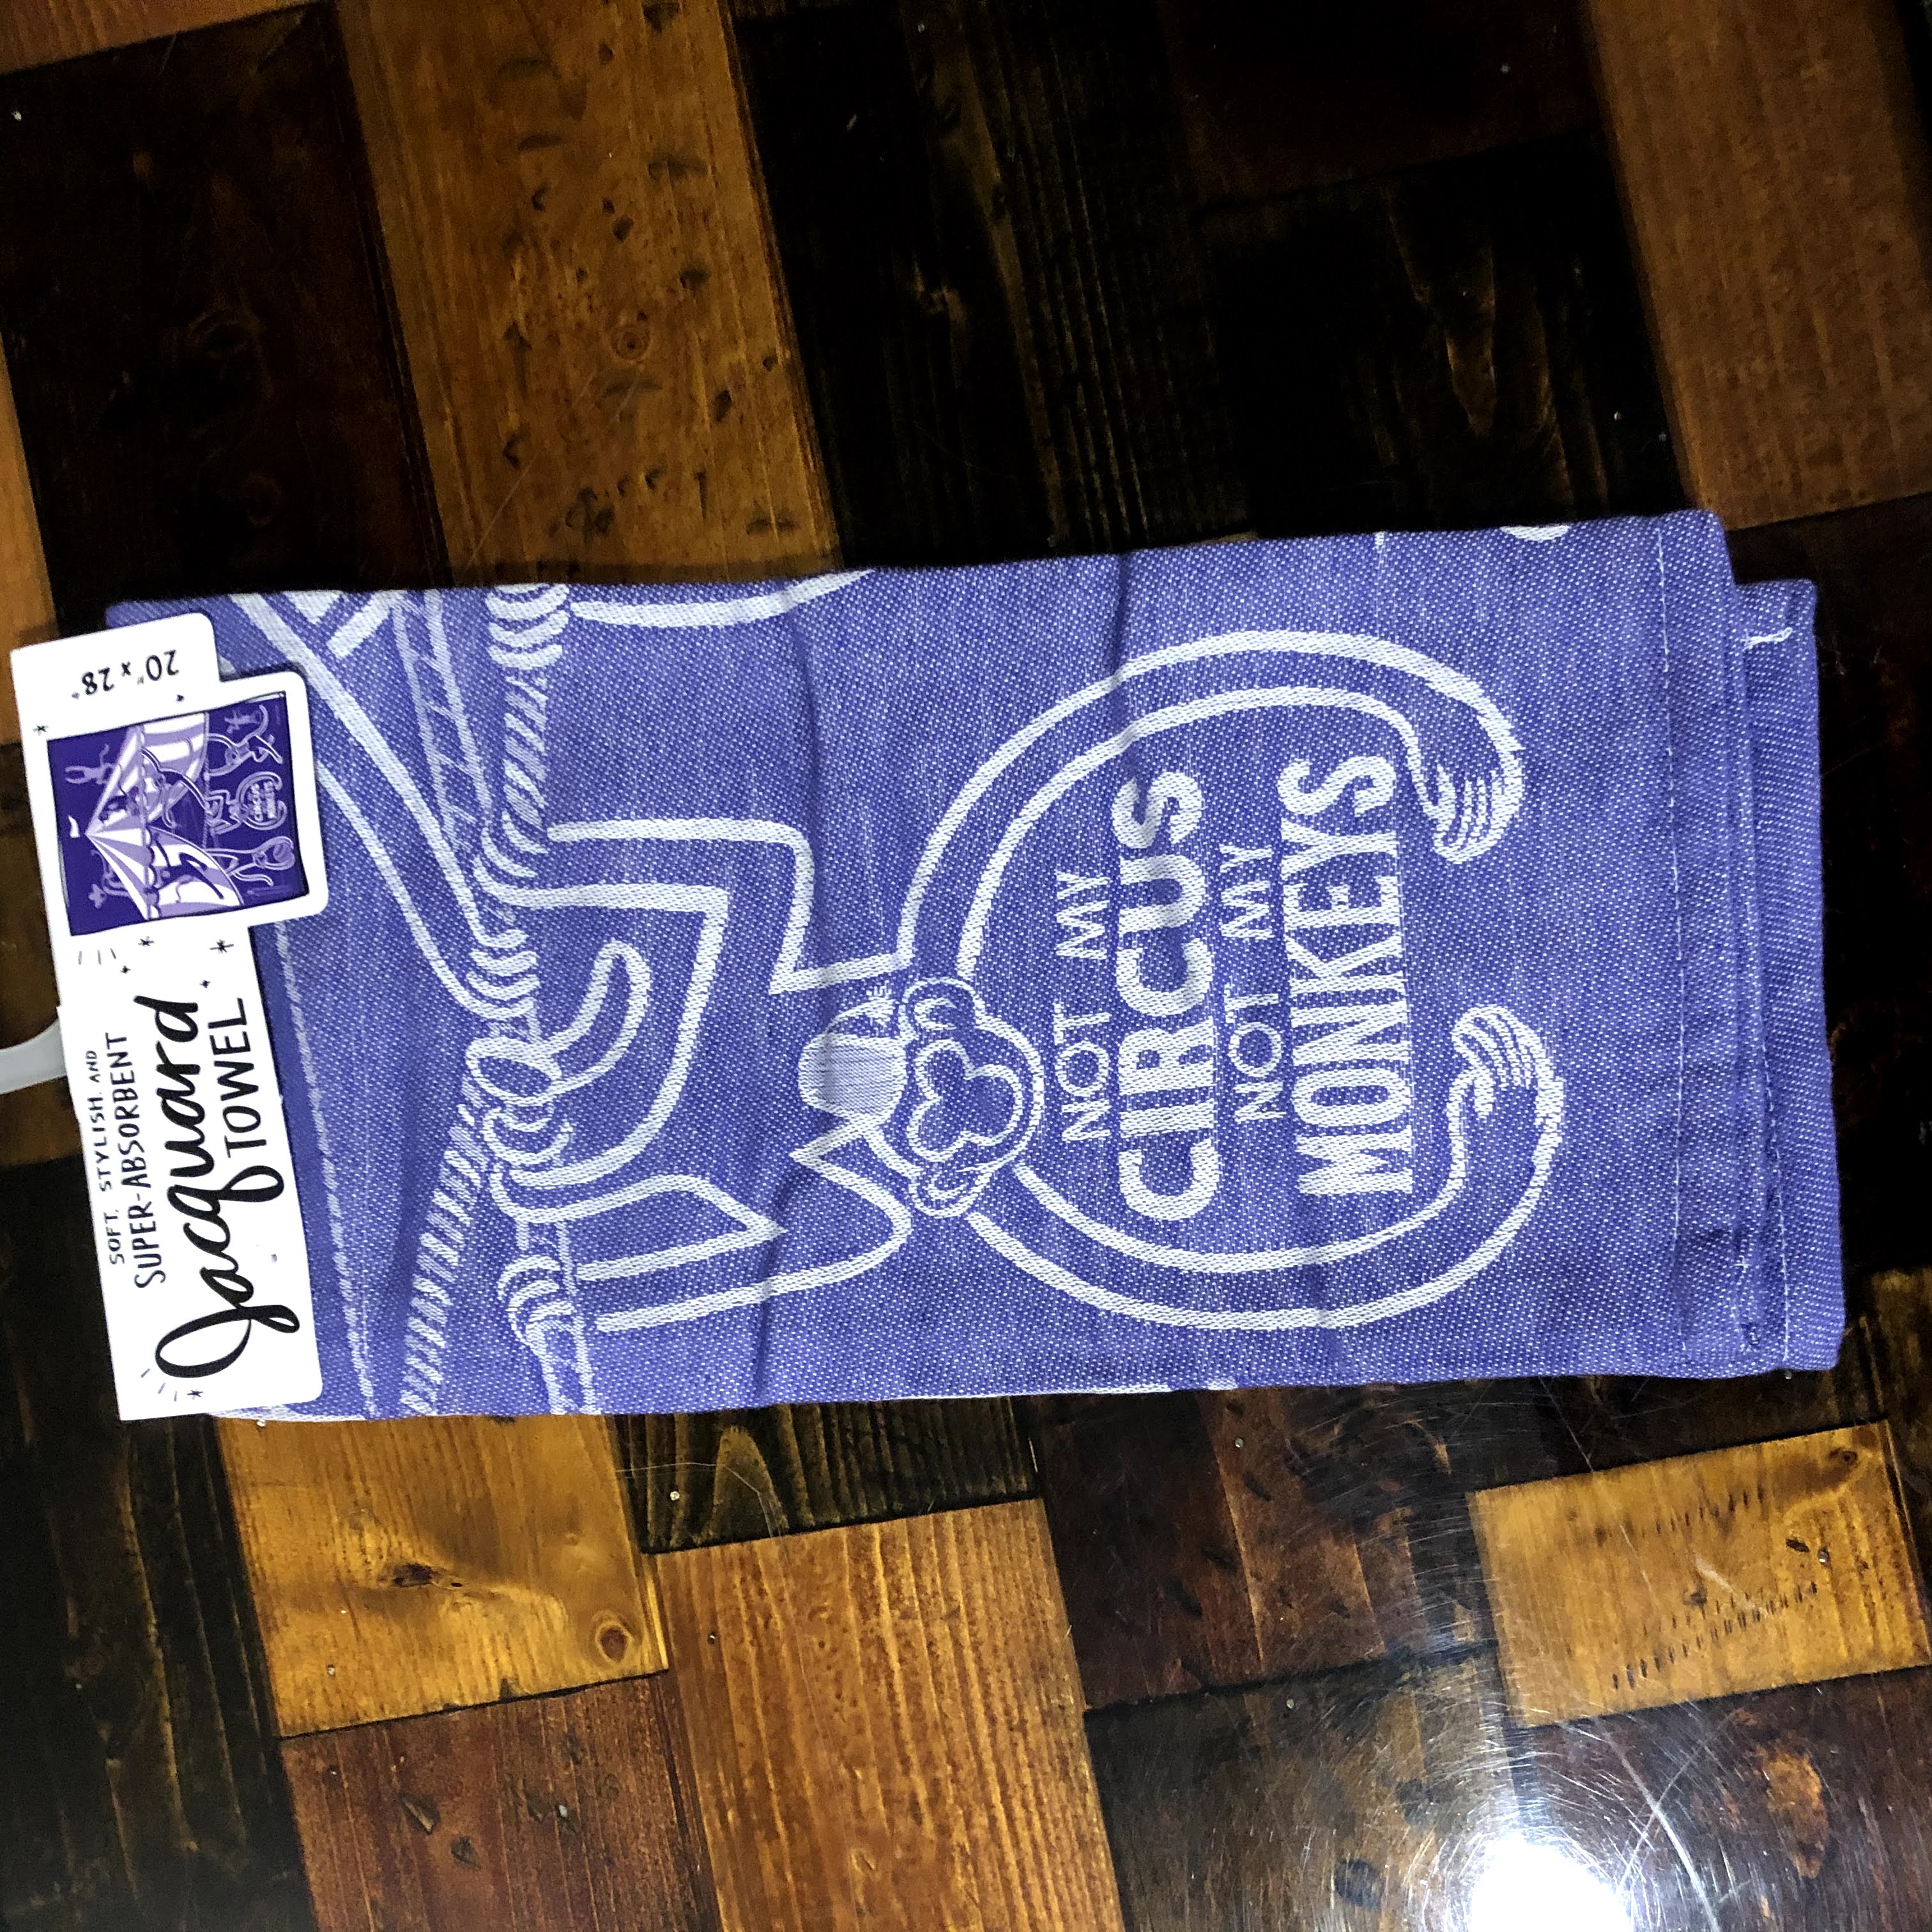 SOFT, STYLISH, AND
SUPER-ABSORBENT
Jacquard
TOWEL
20" x 28"
NOT MY
CIRCUS
NOT MY
MONKEYS